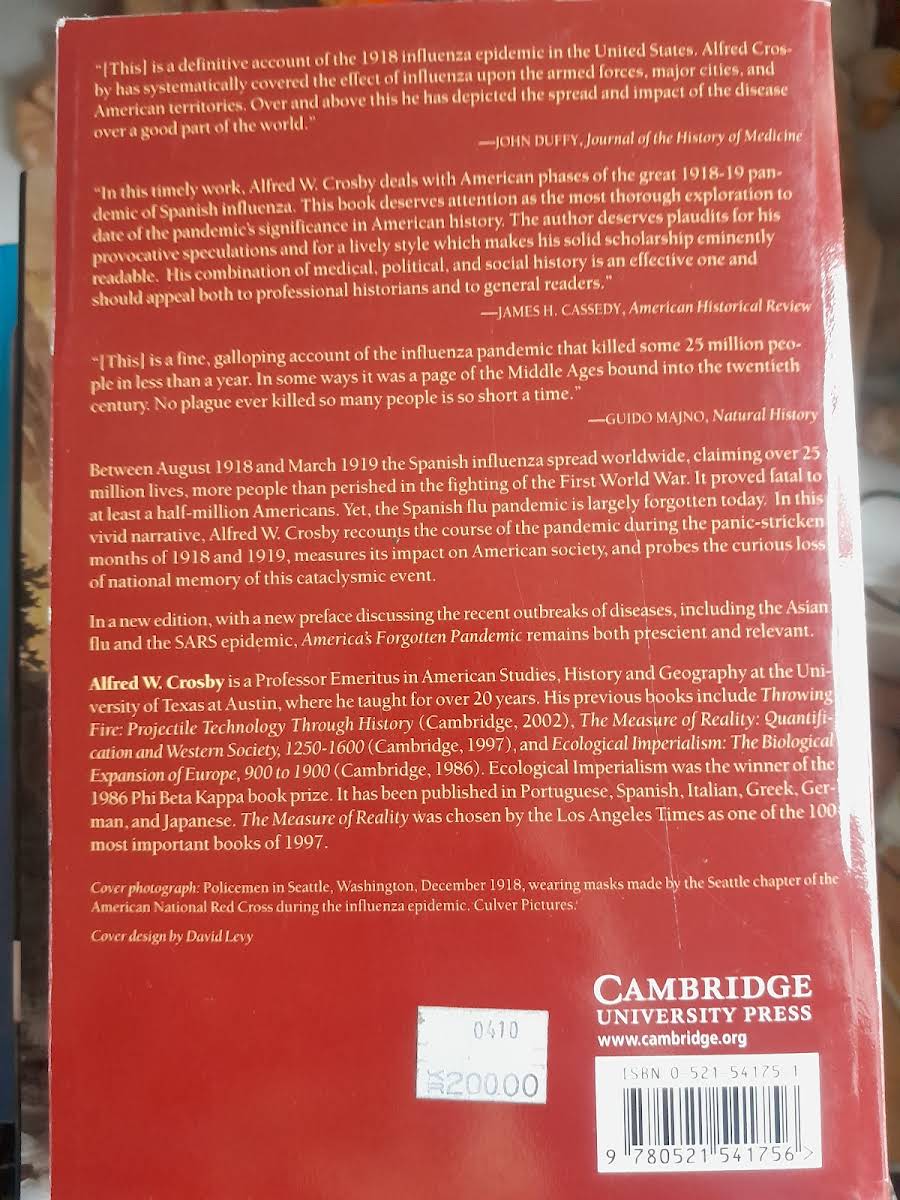 “[This] is a definitive account of the 1918 influenza epidemic in the United States. Alfred Cros-
by has systematically covered the effect of influenza upon the armed forces, major cities, and
American territories. Over and above this he has depicted the spread and impact of the disease
over a good part of the world.”
—JOHN DUFFY, Journal of the History of Medicine
“In this timely work, Alfred W. Crosby deals with American phases of the great 1918-19 pan-
demic of Spanish influenza. This book deserves attention as the most thorough exploration to
date of the pandemic's significance in American history. The author deserves plaudits for his
provocative speculations and for a lively style which makes his solid scholarship eminently
readable. His combination of medical, political, and social history is an effective one and
should appeal both to professional historians and to general readers.”
—JAMES H. CASSEDY, American Historical Review
“[This] is a fine, galloping account of the influenza pandemic that killed some 25 million peo-
ple in less than a year. In some ways it was a page of the Middle Ages bound into the twentieth
century. No plague ever killed so many people is so short a time.”
—GUIDO MAJNO, Natural History
Between August 1918 and March 1919 the Spanish influenza spread worldwide, claiming over 25
million lives, more people than perished in the fighting of the First World War. It proved fatal to
at least a half-million Americans. Yet, the Spanish flu pandemic is largely forgotten today. In this
vivid narrative, Alfred W. Crosby recounts the course of the pandemic during the panic-stricken
months of 1918 and 1919, measures its impact on American society, and probes the curious loss
of national memory of this cataclysmic event.
In a new edition, with a new preface discussing the recent outbreaks of diseases, including the Asian
flu and the SARS epidemic, America's Forgotten Pandemic remains both prescient and relevant.
Alfred W. Crosby is a Professor Emeritus in American Studies, History and Geography at the Uni-
versity of Texas at Austin, where he taught for over 20 years. His previous books include Throwing
Fire: Projectile Technology Through History (Cambridge, 2002), The Measure of Reality: Quantifi-
cation and Western Society, 1250-1600 (Cambridge, 1997), and Ecological Imperialism: The Biological
Expansion of Europe, 900 to 1900 (Cambridge, 1986). Ecological Imperialism was the winner of the
1986 Phi Beta Kappa book prize. It has been published in Portuguese, Spanish, Italian, Greek, Ger-
man, and Japanese. The Measure of Reality was chosen by the Los Angeles Times as one of the 100
most important books of 1997.
Cover photograph: Policemen in Seattle, Washington, December 1918, wearing masks made by the Seattle chapter of the
American National Red Cross during the influenza epidemic. Culver Pictures.
Cover design by David Levy
CAMBRIDGE
UNIVERSITY PRESS
www.cambridge.org
0410
200.00
ISBN 0 521 54175 1
9 780521 541756 >